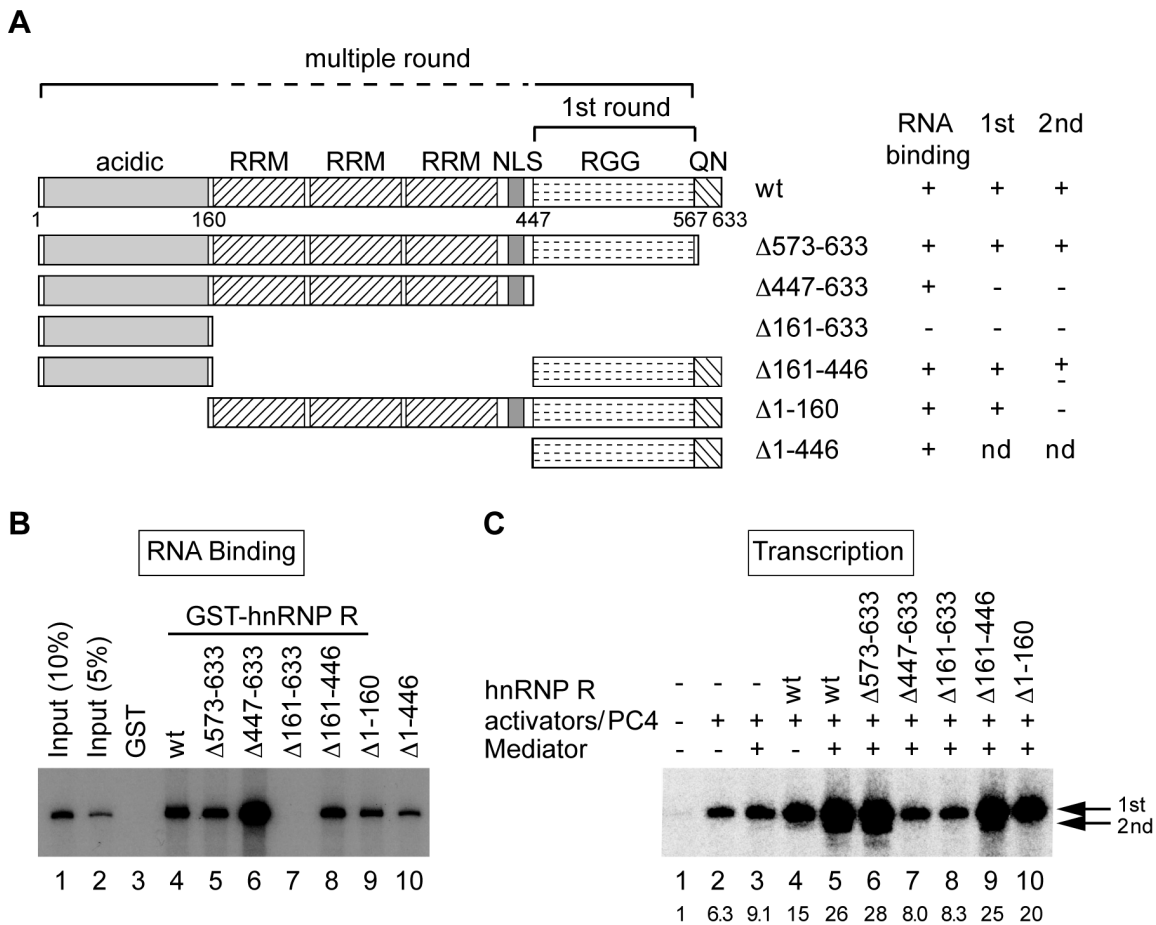 A
multiple round
1st round
RNA binding 1st 2nd
acidic RRM RRM RRM NLS RGG QN
wt + + +
1 160 447 567 633
Δ573-633 + + +
Δ447-633 + - -
Δ161-633 - - -
Δ161-446 + + ±
Δ1-160 + + -
Δ1-446 + nd nd
B
RNA Binding
GST-hnRNP R
Input (10%) Input (5%) GST wt Δ573-633 Δ447-633 Δ161-633 Δ161-446 Δ1-160 Δ1-446
1 2 3 4 5 6 7 8 9 10
C
Transcription
hnRNP R - - - wt wt Δ573-633 Δ447-633 Δ161-633 Δ161-446 Δ1-160
activators/PC4 - + + + + + + + + +
Mediator - - + - + + + + + +
1st
2nd
1 2 3 4 5 6 7 8 9 10
1 6.3 9.1 15 26 28 8.0 8.3 25 20